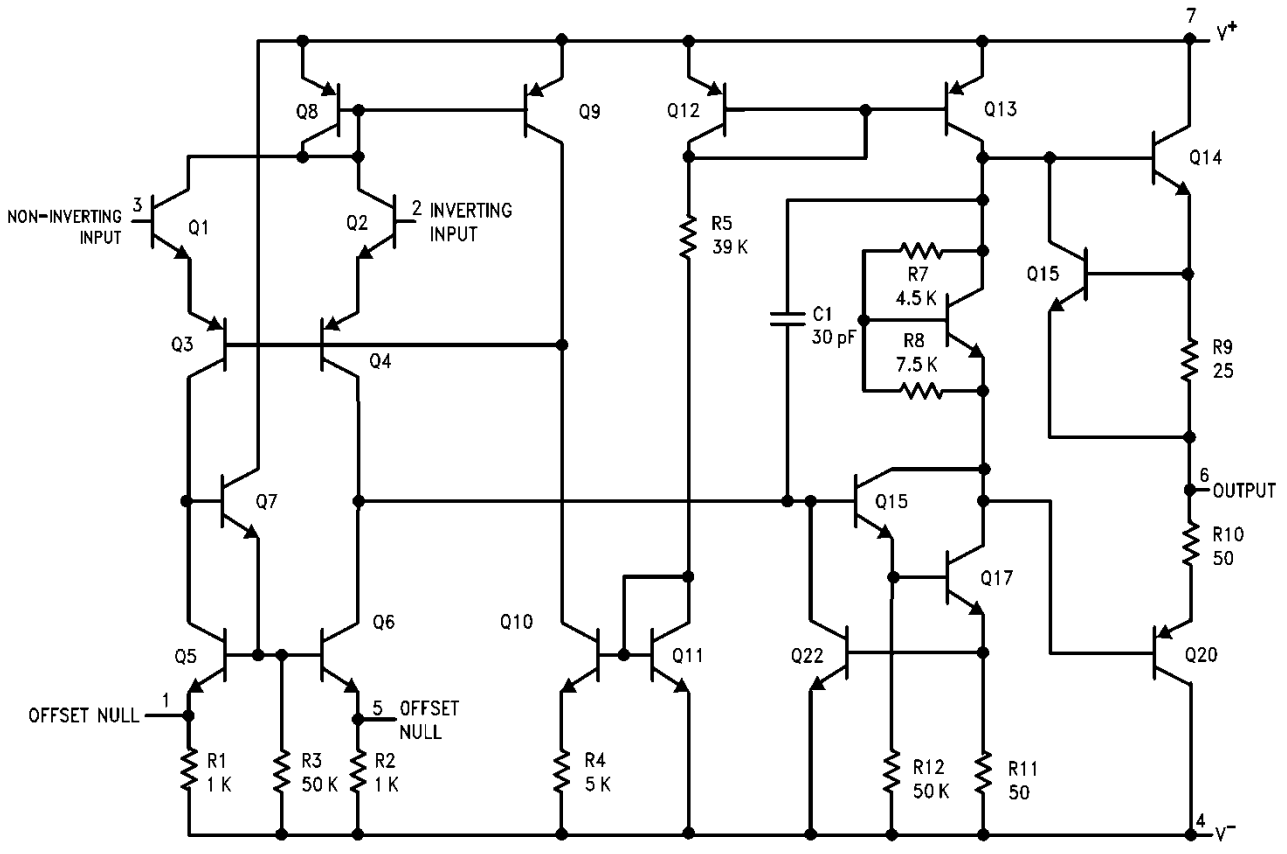 7
V+
Q8
Q9
Q12
Q13
Q14
3
NON-INVERTING
INPUT
Q1
Q2
2 INVERTING
INPUT
R5
39 K
R7
4.5 K
Q15
Q3
Q4
C1
30 pF
R8
7.5 K
R9
25
Q7
Q15
6
OUTPUT
R10
50
Q17
Q5
Q6
Q10
Q11
Q22
Q20
1
OFFSET NULL
5
OFFSET
NULL
R1
1 K
R3
50 K
R2
1 K
R4
5 K
R12
50 K
R11
50
4
V-